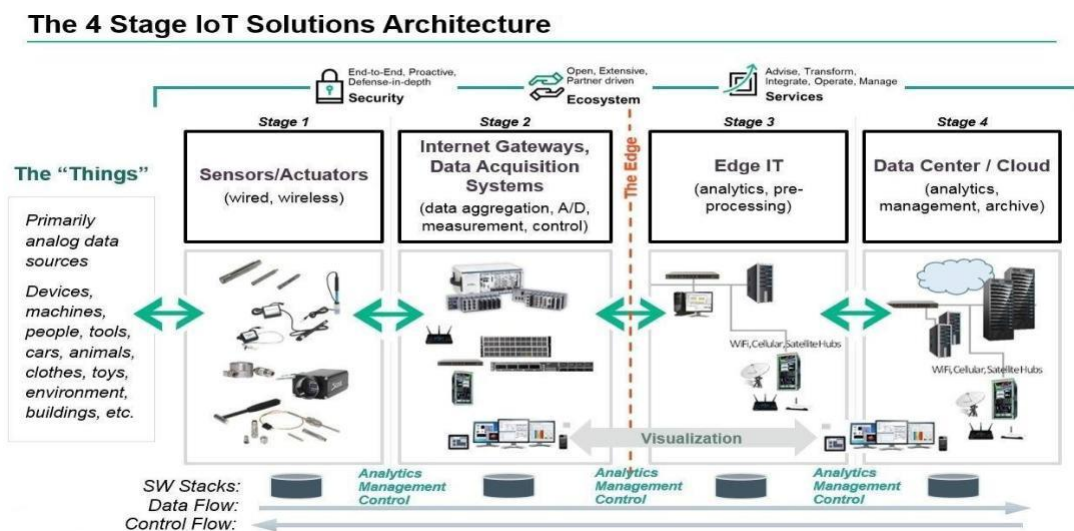 The 4 Stage IoT Solutions Architecture
End-to-End, Proactive,
Defense-in-depth
Security
Open, Extensive,
Partner driven
Ecosystem
Advise, Transform,
Integrate, Operate, Manage
Services
Stage 1
Stage 2
Stage 3
Stage 4
The "Things"
Primarily
analog data
sources
Devices,
machines,
people, tools,
cars, animals,
clothes, toys,
environment,
buildings, etc.
Sensors/Actuators
(wired, wireless)
Internet Gateways,
Data Acquisition
Systems
(data aggregation, A/D,
measurement, control)
The Edge
Edge IT
(analytics, pre-
processing)
Data Center / Cloud
(analytics,
management, archive)
WiFi, Cellular, Satellite Hubs
WiFi, Cellular, Satellite Hubs
Visualization
SW Stacks:
Analytics
Management
Control
Analytics
Management
Control
Analytics
Management
Control
Data Flow:
Control Flow: